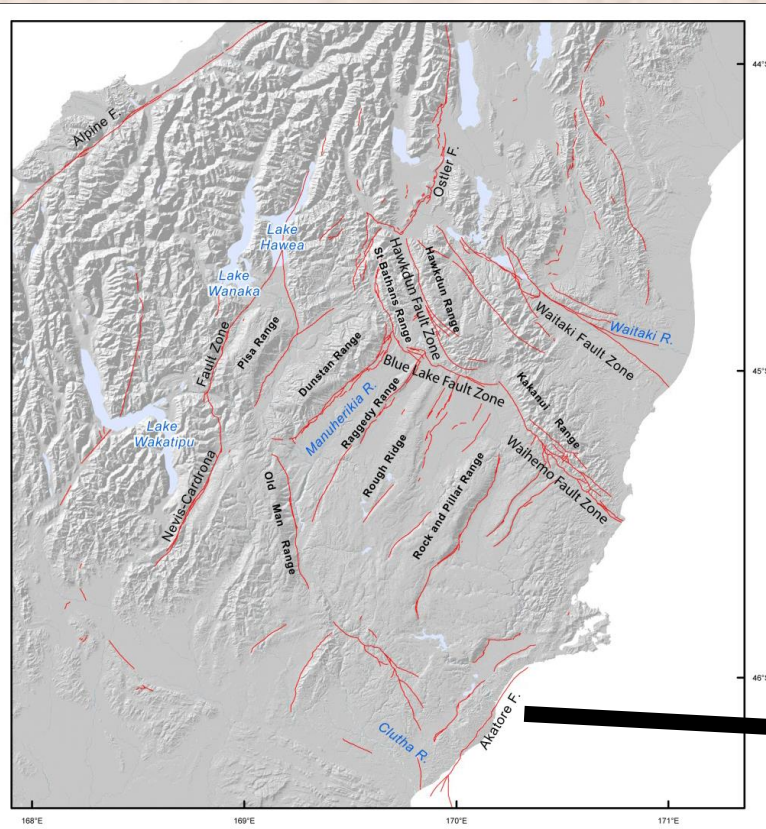 44°S
Alpine F.
Ostler F.
Lake
Hawea
Lake
Wanaka
St Bathans Range
Hawkdun Fault Zone
Hawkdun Range
Waitaki Fault Zone
Waitaki R.
Nevis-Cardrona Fault Zone
Pisa Range
Dunstan Range
45°S
Blue Lake Fault Zone
Kakanui Range
Manuherikia R.
Raggedy Range
Lake
Wakatipu
Rough Ridge
Waihemo Fault Zone
Old Man Range
Rock and Pillar Range
46°S
Akatore F.
Clutha R.
168°E
169°E
170°E
171°E